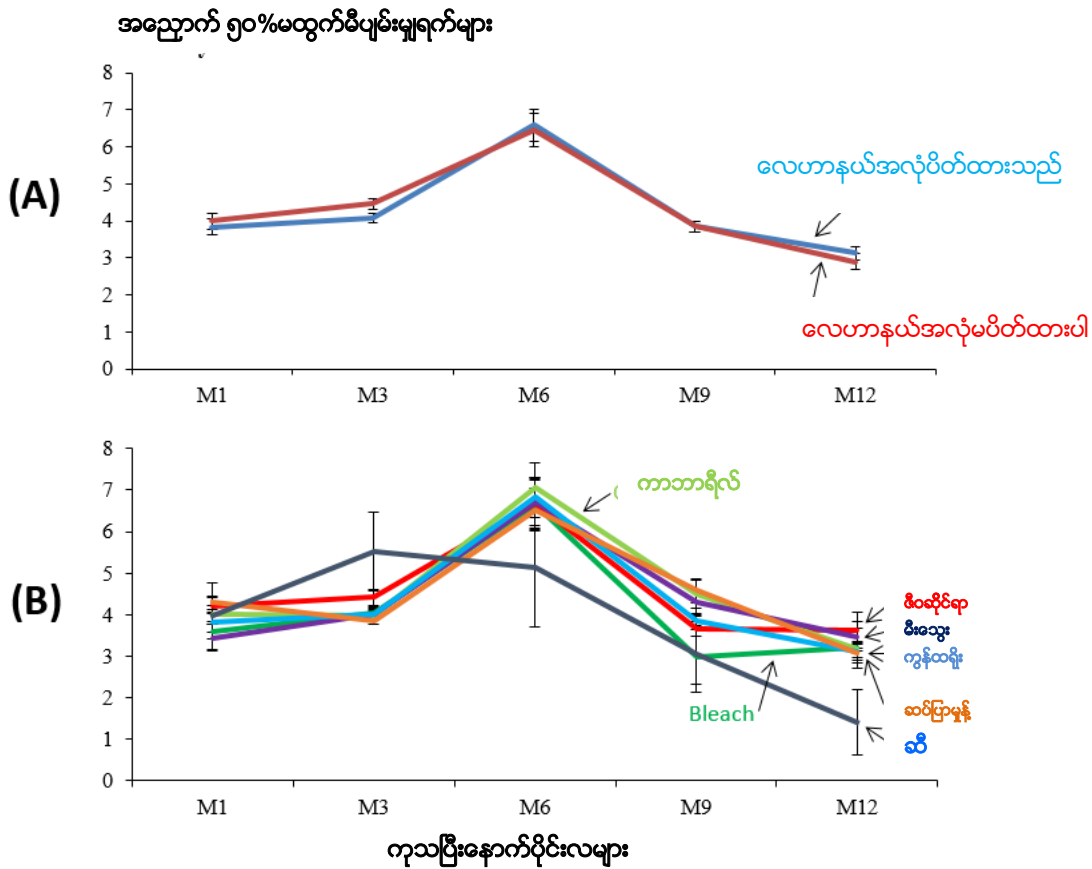 အညှောက် ၅၀%မထွက်မီပျမ်းမျှရက်များ
(A)
8
7
6
5
4
3
2
1
0
လေဟာနယ်အလုံပိတ်ထားသည်
လေဟာနယ်အလုံမပိတ်ထားပါ
M1 M3 M6 M9 M12
(B)
8
7
6
5
4
3
2
1
0
ကာဘာရီလ်
ဇီဝဆိုင်ရာ
မီးသွေး
ကွန်ထရိုး
Bleach
ဆပ်ပြာမှုန့်
ဆီ
M1 M3 M6 M9 M12
ကုသပြီးနောက်ပိုင်းလများ